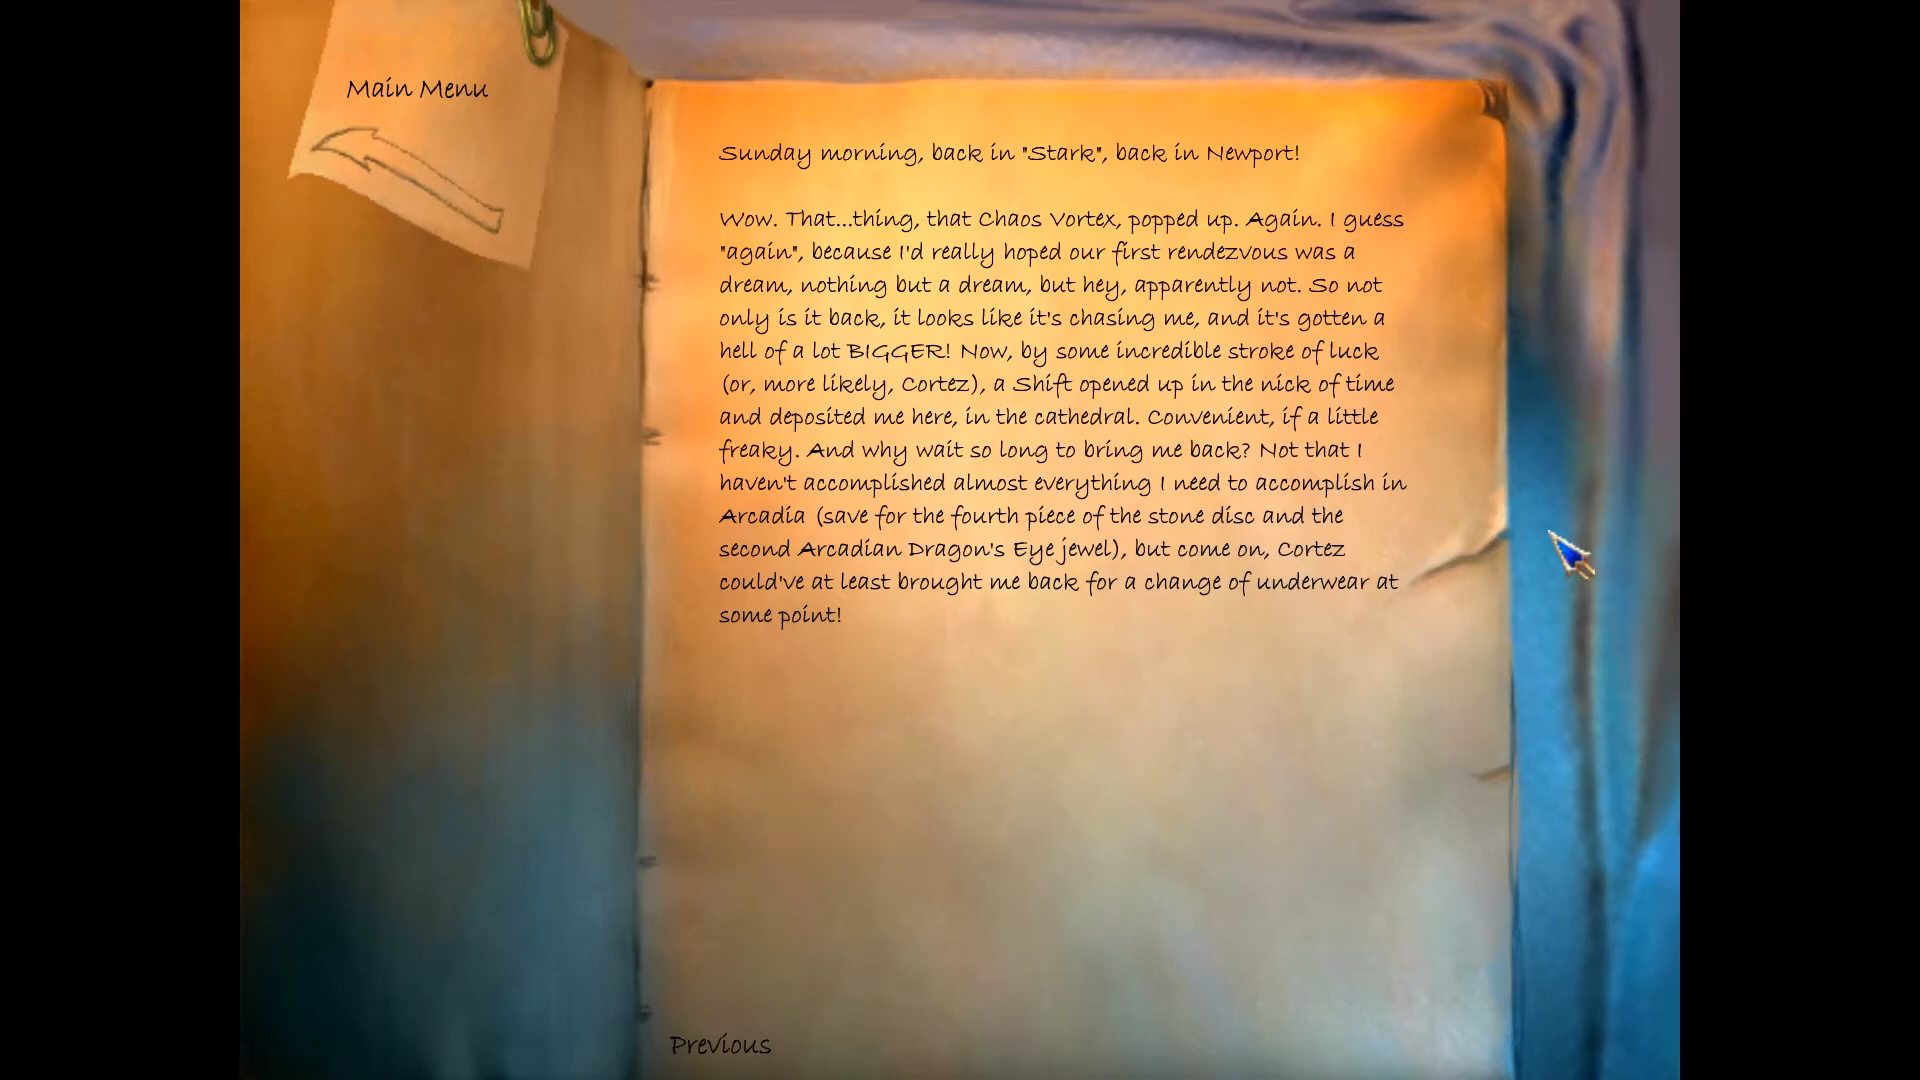 Main Menu
Sunday morning, back in "Stark", back in Newport!
Wow. That...thing, that Chaos Vortex, popped up. Again. I guess
"again", because I'd really hoped our first rendezvous was a
dream, nothing but a dream, but hey, apparently not. So not
only is it back, it looks like it's chasing me, and it's gotten a
hell of a lot BIGGER! Now, by some incredible stroke of luck
(or, more likely, Cortez), a Shift opened up in the nick of time
and deposited me here, in the cathedral. Convenient, if a little
freaky. And why wait so long to bring me back? Not that I
haven't accomplished almost everything I need to accomplish in
Arcadia (save for the fourth piece of the stone disc and the
second Arcadian Dragon's Eye jewel), but come on, Cortez
could've at least brought me back for a change of underwear at
some point!
Previous